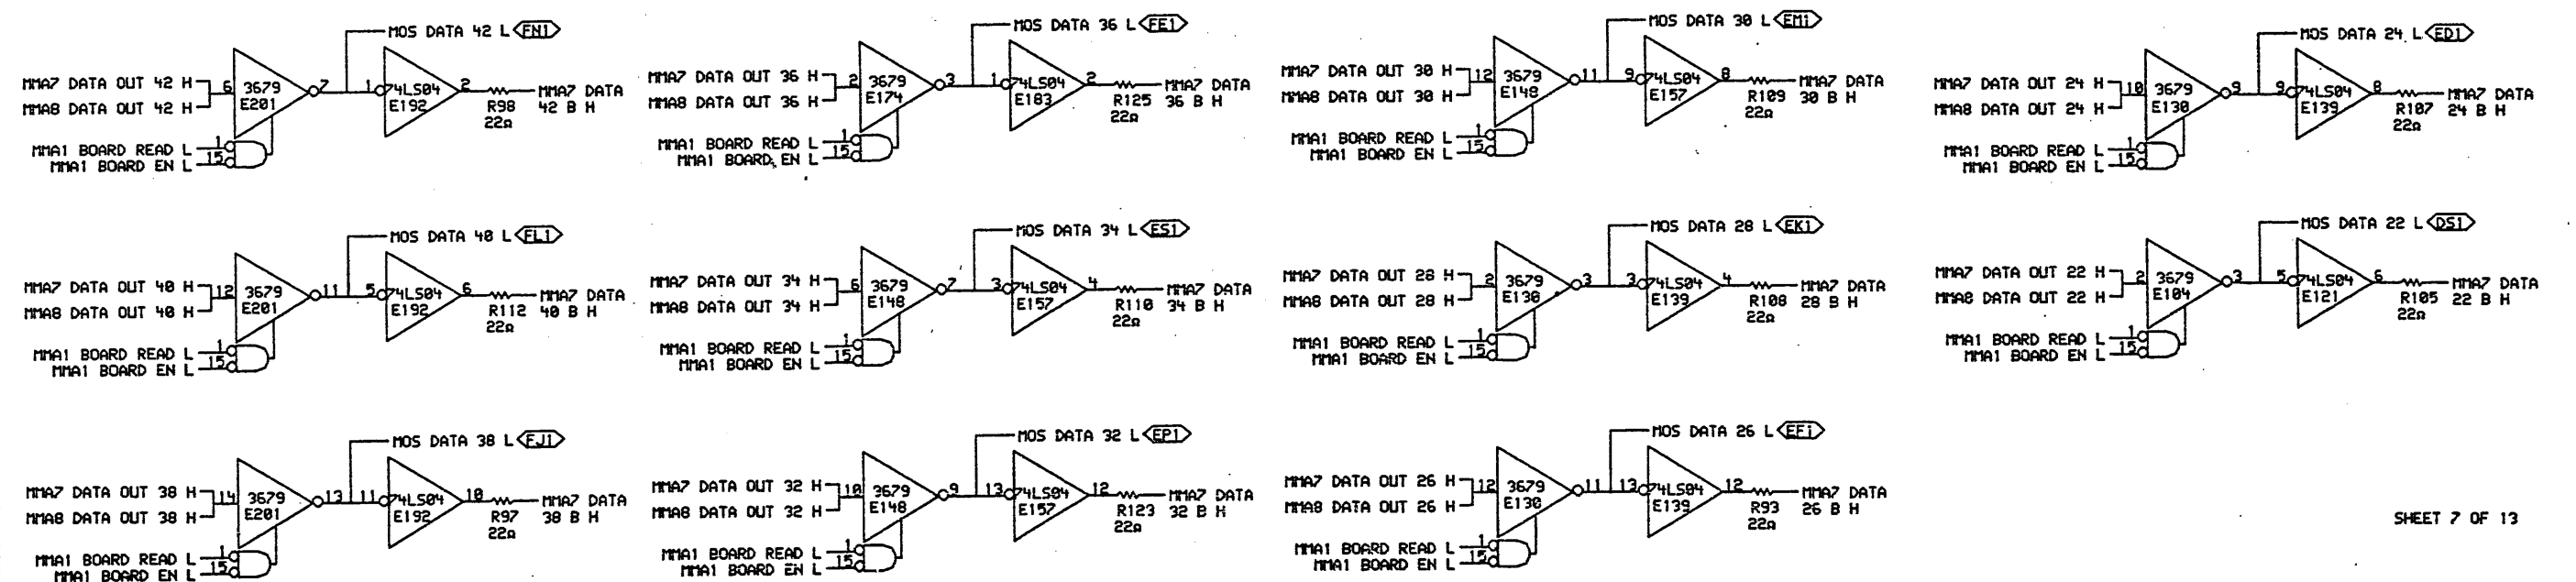 MOS DATA 42 L FN1
MMA7 DATA OUT 42 H
MMA8 DATA OUT 42 H
6 3679 7
E201
1 74LS04 2
E192
R98
22Ω
MMA7 DATA
42 B H
MMA1 BOARD READ L 1
MMA1 BOARD EN L 15
MOS DATA 36 L FE1
MMA7 DATA OUT 36 H
MMA8 DATA OUT 36 H
2 3679 3
E174
1 74LS04 2
E183
R125
22Ω
MMA7 DATA
36 B H
MMA1 BOARD READ L 1
MMA1 BOARD EN L 15
MOS DATA 30 L EM1
MMA7 DATA OUT 30 H
MMA8 DATA OUT 30 H
12 3679 11
E148
9 74LS04 8
E157
R109
22Ω
MMA7 DATA
30 B H
MMA1 BOARD READ L 1
MMA1 BOARD EN L 15
MOS DATA 24 L ED1
MMA7 DATA OUT 24 H
MMA8 DATA OUT 24 H
10 3679 9
E130
9 74LS04 8
E139
R107
22Ω
MMA7 DATA
24 B H
MMA1 BOARD READ L 1
MMA1 BOARD EN L 15
MOS DATA 40 L FL1
MMA7 DATA OUT 40 H
MMA8 DATA OUT 40 H
12 3679 11
E201
5 74LS04 6
E192
R112
22Ω
MMA7 DATA
40 B H
MMA1 BOARD READ L 1
MMA1 BOARD EN L 15
MOS DATA 34 L ES1
MMA7 DATA OUT 34 H
MMA8 DATA OUT 34 H
6 3679 7
E148
3 74LS04 4
E157
R110
22Ω
MMA7 DATA
34 B H
MMA1 BOARD READ L 1
MMA1 BOARD EN L 15
MOS DATA 28 L EK1
MMA7 DATA OUT 28 H
MMA8 DATA OUT 28 H
2 3679 3
E130
3 74LS04 4
E139
R108
22Ω
MMA7 DATA
28 B H
MMA1 BOARD READ L 1
MMA1 BOARD EN L 15
MOS DATA 22 L DS1
MMA7 DATA OUT 22 H
MMA8 DATA OUT 22 H
2 3679 3
E104
5 74LS04 6
E121
R105
22Ω
MMA7 DATA
22 B H
MMA1 BOARD READ L 1
MMA1 BOARD EN L 15
MOS DATA 38 L FJ1
MMA7 DATA OUT 38 H
MMA8 DATA OUT 38 H
14 3679 13
E201
11 74LS04 10
E192
R97
22Ω
MMA7 DATA
38 B H
MMA1 BOARD READ L 1
MMA1 BOARD EN L 15
MOS DATA 32 L EP1
MMA7 DATA OUT 32 H
MMA8 DATA OUT 32 H
10 3679 9
E148
13 74LS04 12
E157
R123
22Ω
MMA7 DATA
32 B H
MMA1 BOARD READ L 1
MMA1 BOARD EN L 15
MOS DATA 26 L EF1
MMA7 DATA OUT 26 H
MMA8 DATA OUT 26 H
12 3679 11
E130
13 74LS04 12
E139
R93
22Ω
MMA7 DATA
26 B H
MMA1 BOARD READ L 1
MMA1 BOARD EN L 15
SHEET 7 OF 13